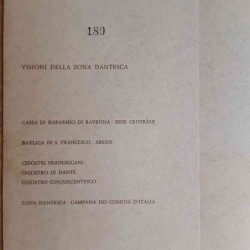 189
VISIONI DELLA ZONA DANTESCA
CASSA DI RISPARMIO DI RAVENNA - SEDE CENTRALE
BASILICA DI S. FRANCESCO - ABSIDE
CHIOSTRI FRANCESCANI
CHIOSTRO DI DANTE
CHIOSTRO CINQUECENTESCO
ZONA DANTESCA - CAMPANA DEI COMUNI D'ITALIA